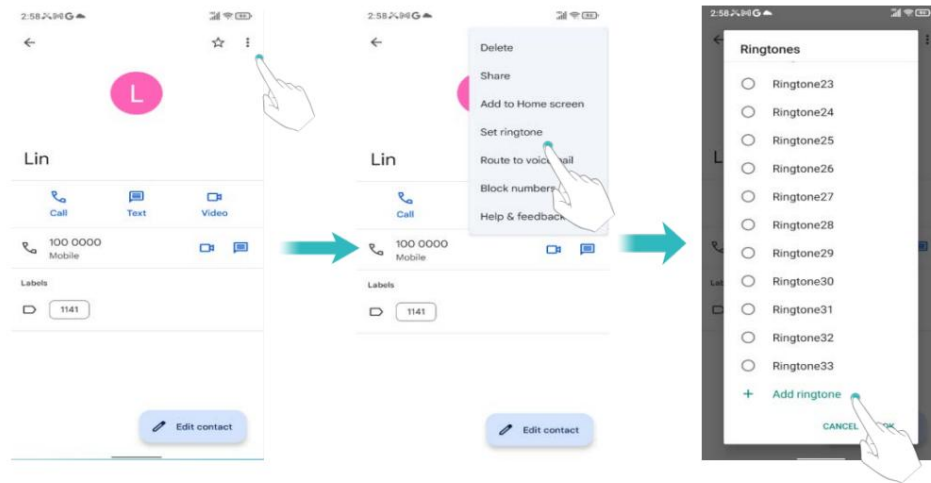 2:58
L
Lin
Call Text Video
100 0000
Mobile
Labels
1141
Edit contact
2:58
Delete
Share
Add to Home screen
Set ringtone
Route to voicemail
Block numbers
Help & feedback
Lin
Call
100 0000
Mobile
Labels
1141
Edit contact
2:58
Ringtones
Ringtone23
Ringtone24
Ringtone25
Ringtone26
Ringtone27
Ringtone28
Ringtone29
Ringtone30
Ringtone31
Ringtone32
Ringtone33
+ Add ringtone
CANCEL OK